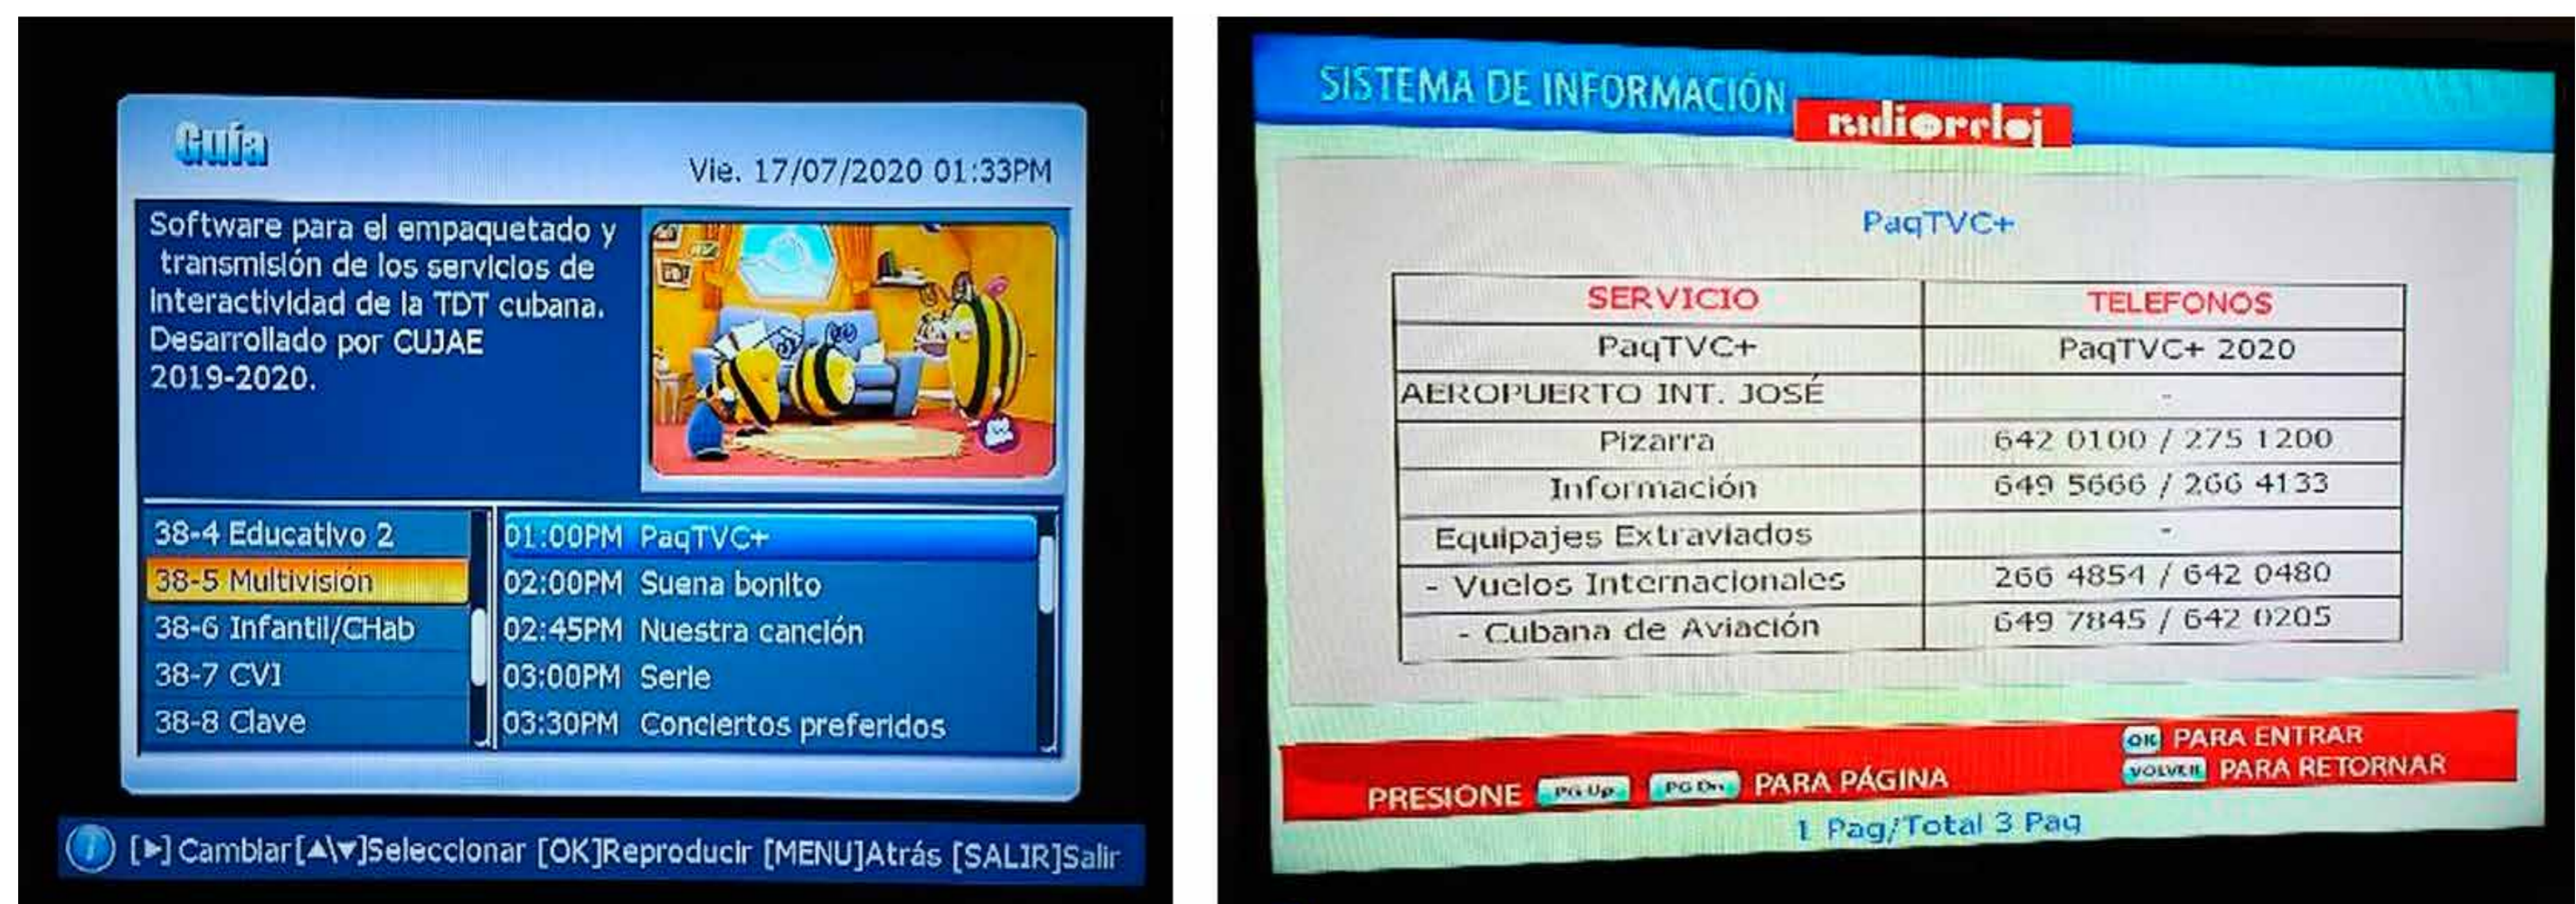 Guía
Vie. 17/07/2020 01:33PM
Software para el empaquetado y
transmisión de los servicios de
interactividad de la TDT cubana.
Desarrollado por CUJAE
2019-2020.
38-4 Educativo 2
38-5 Multivisión
38-6 Infantil/CHab
38-7 CVI
38-8 Clave
01:00PM PaqTVC+
02:00PM Suena bonito
02:45PM Nuestra canción
03:00PM Serie
03:30PM Conciertos preferidos
[►] Cambiar[▲\▼]Seleccionar [OK]Reproducir [MENU]Atrás [SALIR]Salir
SISTEMA DE INFORMACIÓN
radiorreloj
PaqTVC+
SERVICIO TELEFONOS
PaqTVC+ PaqTVC+ 2020
AEROPUERTO INT. JOSÉ -
Pizarra 642 0100 / 275 1200
Información 649 5666 / 266 4133
Equipajes Extraviados -
- Vuelos Internacionales 266 4854 / 642 0480
- Cubana de Aviación 649 7845 / 642 0205
OK PARA ENTRAR
VOLVER PARA RETORNAR
PRESIONE PG Up PG Dn PARA PÁGINA
1 Pag/Total 3 Pag